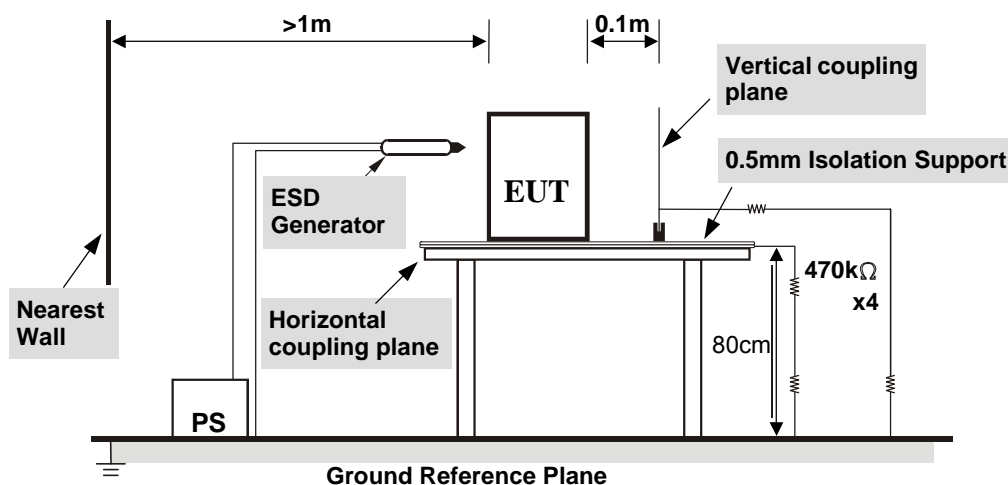 >1m
0.1m
Vertical coupling
plane
0.5mm Isolation Support
ESD
Generator
EUT
470kΩ
x4
Nearest
Wall
Horizontal
coupling plane
80cm
PS
Ground Reference Plane